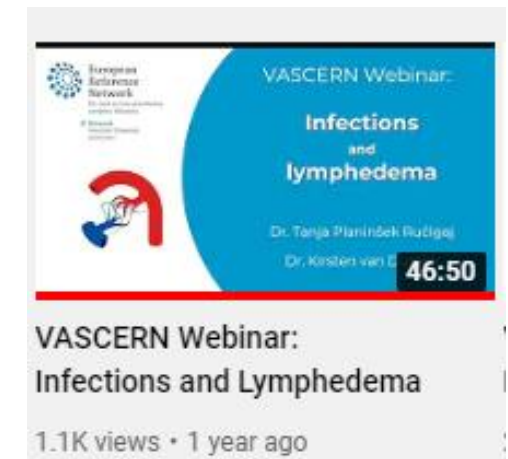 European
Reference
Network
VASCERN Webinar:
Infections
and
lymphedema
Dr. Tanja Planinšek Ručigaj
Dr. Kirsten van D
46:50
VASCERN Webinar:
Infections and Lymphedema
1.1K views • 1 year ago